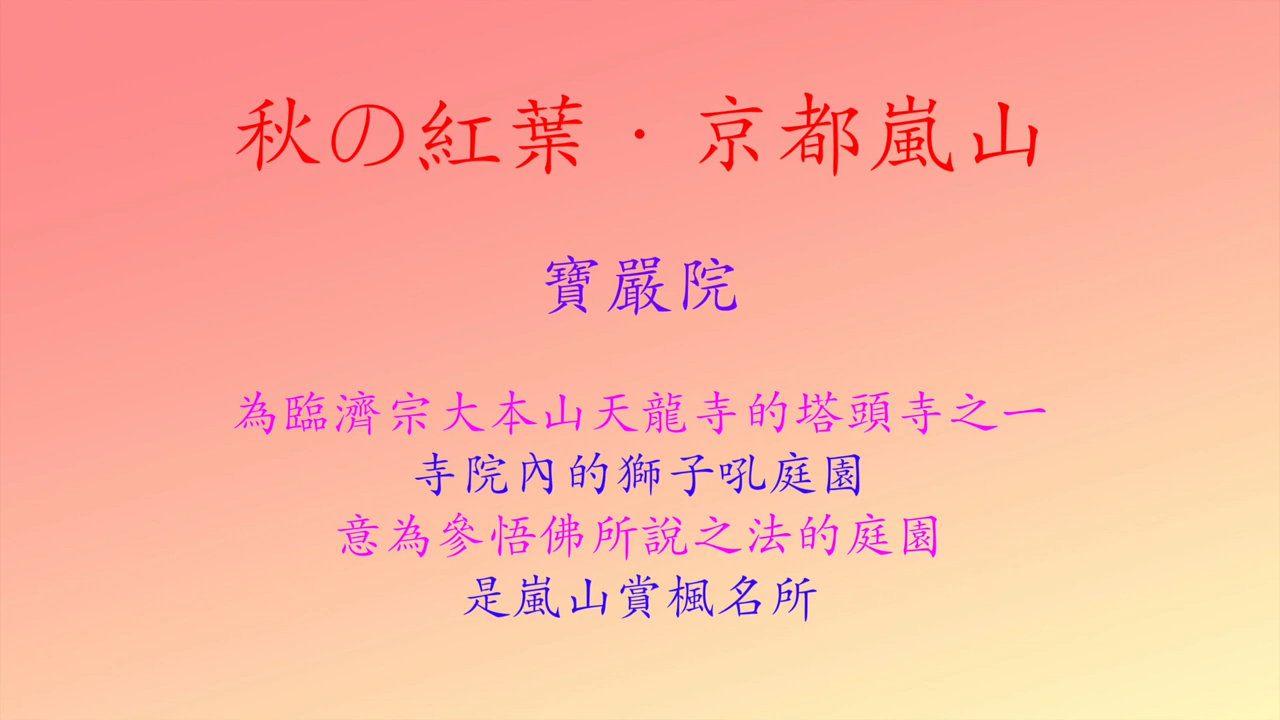 秋の紅葉・京都嵐山
寶嚴院
為臨濟宗大本山天龍寺的塔頭寺之一
寺院內的獅子吼庭園
意為參悟佛所說之法的庭園
是嵐山賞楓名所